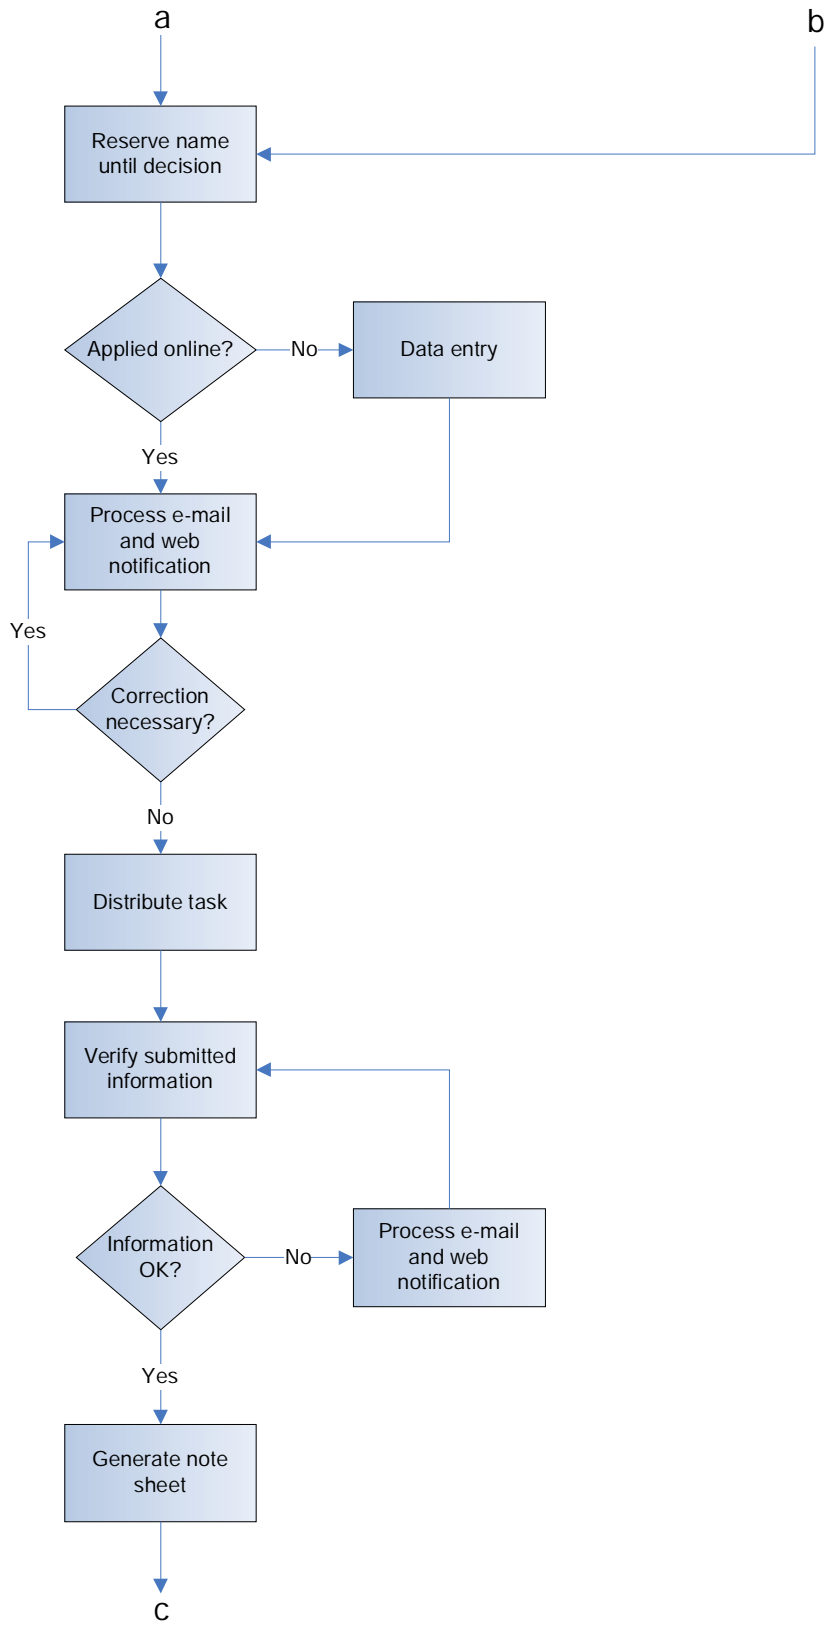 a
b
Reserve name
until decision
Applied online?
No
Data entry
Yes
Process e-mail
and web
notification
Yes
Correction
necessary?
No
Distribute task
Verify submitted
information
Information
OK?
No
Process e-mail
and web
notification
Yes
Generate note
sheet
c